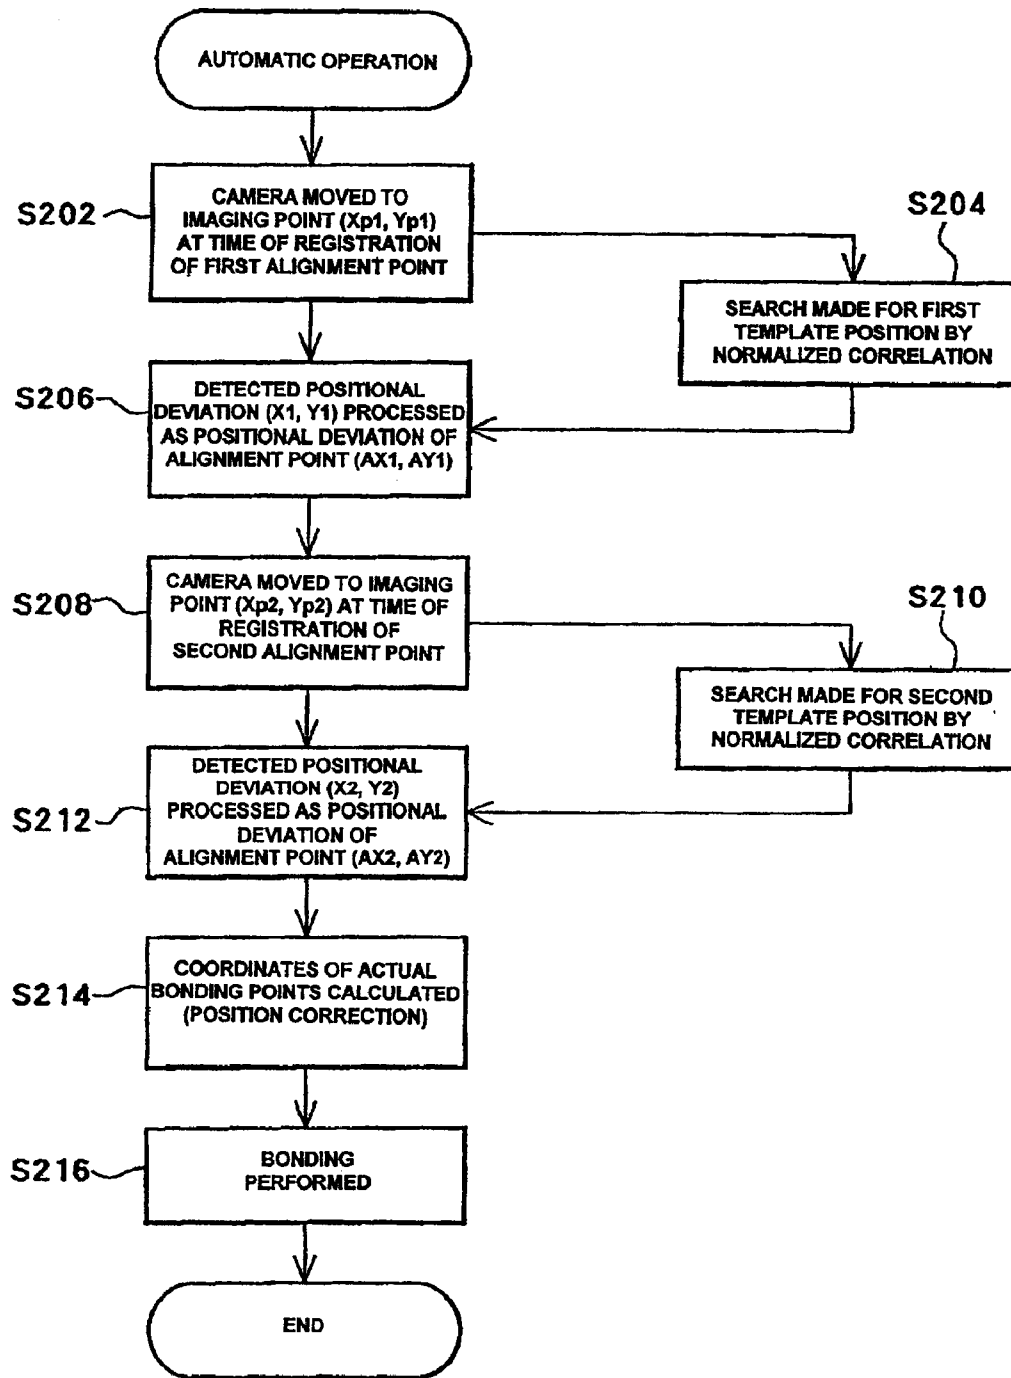 AUTOMATIC OPERATION
S202
CAMERA MOVED TO
IMAGING POINT (Xp1, Yp1)
AT TIME OF REGISTRATION
OF FIRST ALIGNMENT POINT
S204
SEARCH MADE FOR FIRST
TEMPLATE POSITION BY
NORMALIZED CORRELATION
S206
DETECTED POSITIONAL
DEVIATION (X1, Y1) PROCESSED
AS POSITIONAL DEVIATION OF
ALIGNMENT POINT (AX1, AY1)
S208
CAMERA MOVED TO IMAGING
POINT (Xp2, Yp2) AT TIME OF
REGISTRATION OF
SECOND ALIGNMENT POINT
S210
SEARCH MADE FOR SECOND
TEMPLATE POSITION BY
NORMALIZED CORRELATION
S212
DETECTED POSITIONAL
DEVIATION (X2, Y2)
PROCESSED AS POSITIONAL
DEVIATION OF
ALIGNMENT POINT (AX2, AY2)
S214
COORDINATES OF ACTUAL
BONDING POINTS CALCULATED
(POSITION CORRECTION)
S216
BONDING
PERFORMED
END